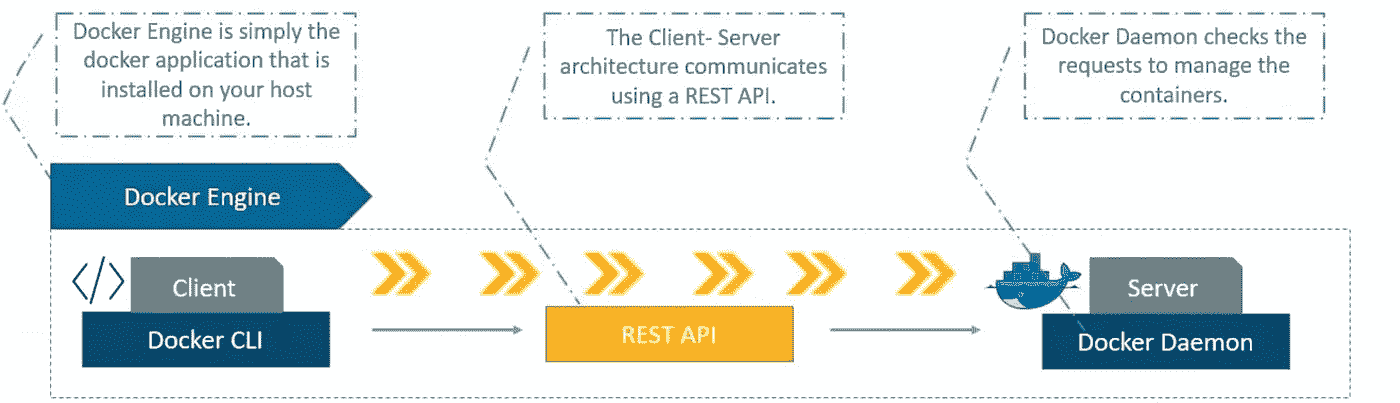 Docker Engine is simply the
docker application that is
installed on your host
machine.
The Client- Server
architecture communicates
using a REST API.
Docker Daemon checks the
requests to manage the
containers.
Docker Engine
</>
Client
Docker CLI
REST API
Server
Docker Daemon